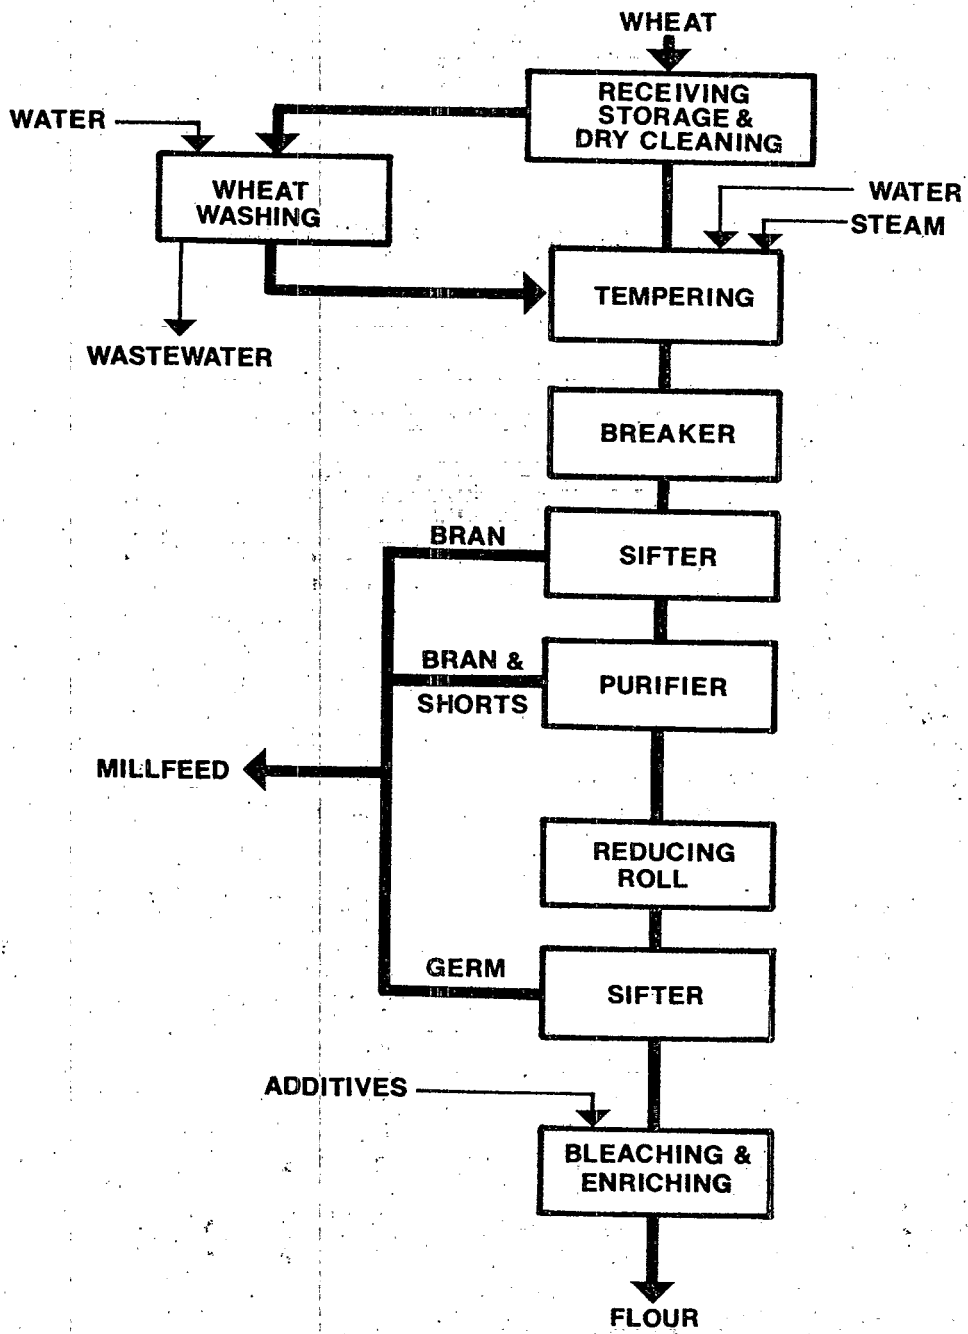 WHEAT
RECEIVING
STORAGE &
DRY CLEANING
WATER
WHEAT
WASHING
WATER
STEAM
TEMPERING
WASTEWATER
BREAKER
BRAN
SIFTER
BRAN &
SHORTS
PURIFIER
MILLFEED
REDUCING
ROLL
GERM
SIFTER
ADDITIVES
BLEACHING &
ENRICHING
FLOUR